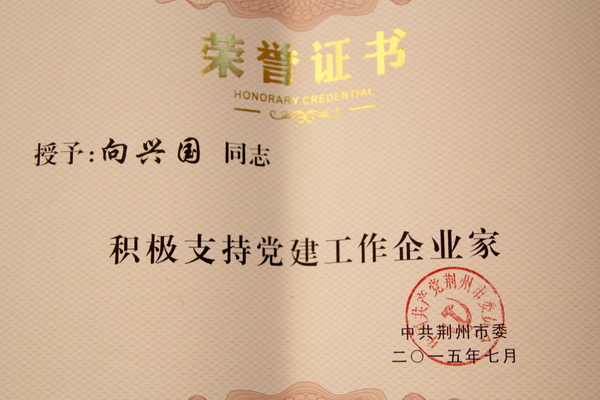 荣誉证书
HONORARY CREDENTIAL
授予:向兴国 同志
积极支持党建工作企业家
中共荆州市委
二〇一五年七月